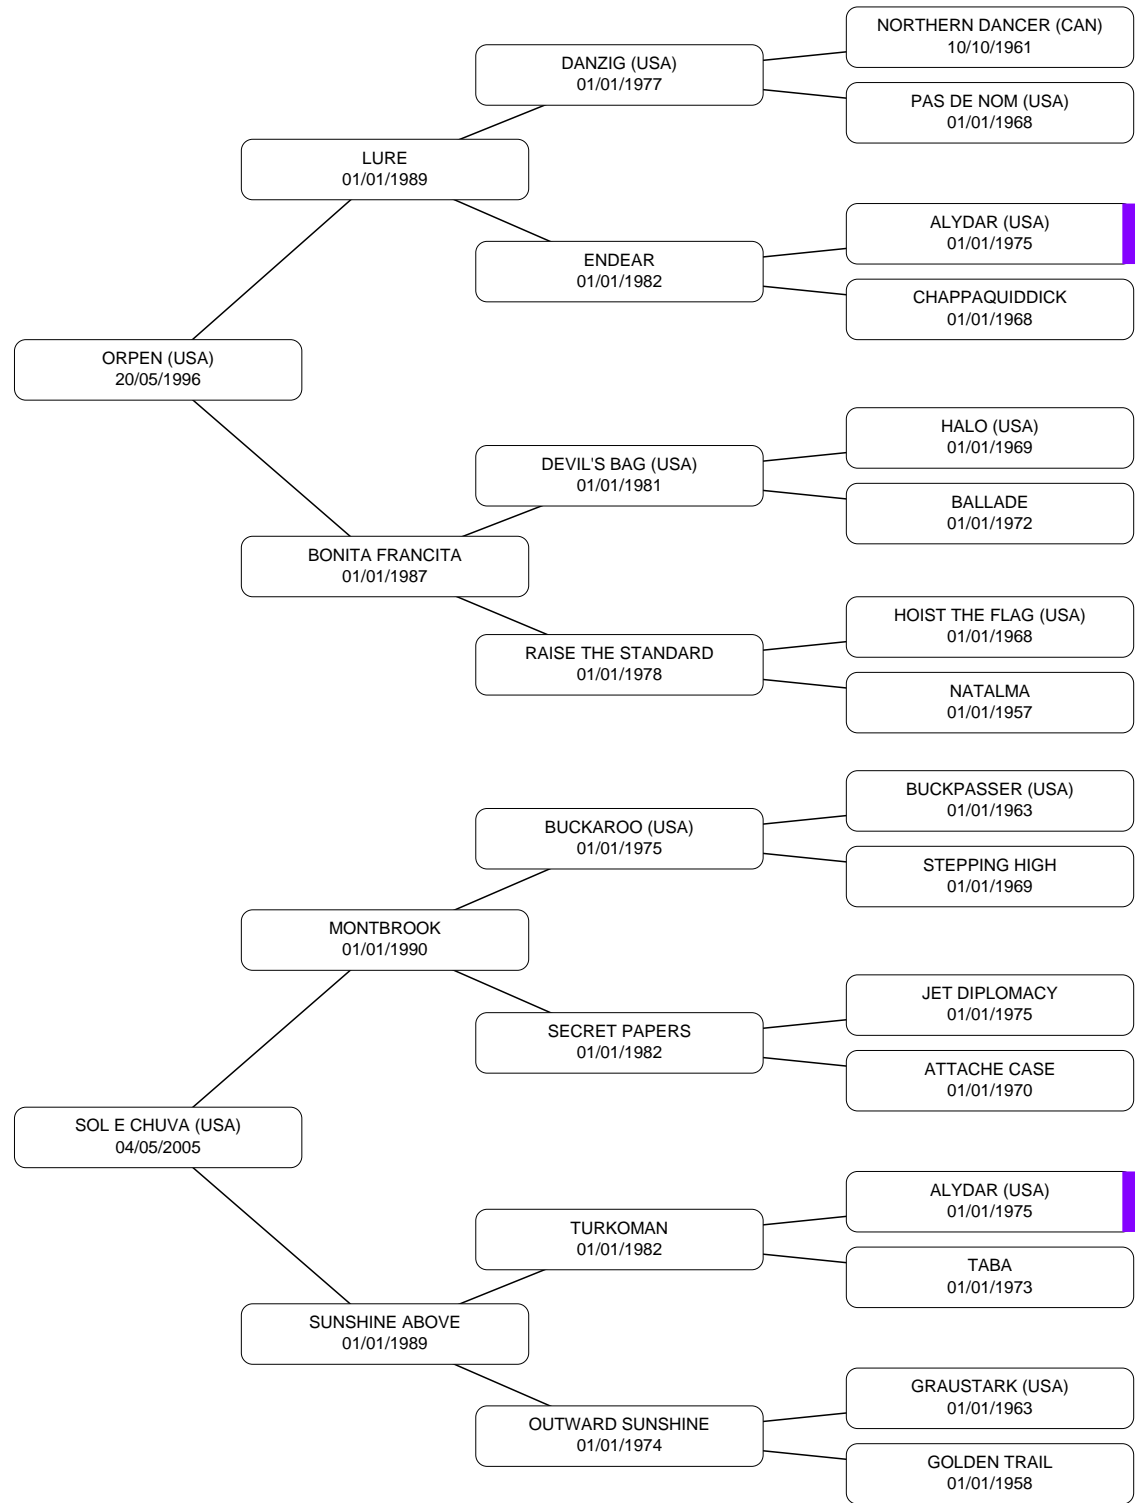 NORTHERN DANCER (CAN)
10/10/1961
DANZIG (USA)
01/01/1977
PAS DE NOM (USA)
01/01/1968
LURE
01/01/1989
ALYDAR (USA)
01/01/1975
ENDEAR
01/01/1982
CHAPPAQUIDDICK
01/01/1968
ORPEN (USA)
20/05/1996
HALO (USA)
01/01/1969
DEVIL'S BAG (USA)
01/01/1981
BALLADE
01/01/1972
BONITA FRANCITA
01/01/1987
HOIST THE FLAG (USA)
01/01/1968
RAISE THE STANDARD
01/01/1978
NATALMA
01/01/1957
BUCKPASSER (USA)
01/01/1963
BUCKAROO (USA)
01/01/1975
STEPPING HIGH
01/01/1969
MONTBROOK
01/01/1990
JET DIPLOMACY
01/01/1975
SECRET PAPERS
01/01/1982
ATTACHE CASE
01/01/1970
SOL E CHUVA (USA)
04/05/2005
ALYDAR (USA)
01/01/1975
TURKOMAN
01/01/1982
TABA
01/01/1973
SUNSHINE ABOVE
01/01/1989
GRAUSTARK (USA)
01/01/1963
OUTWARD SUNSHINE
01/01/1974
GOLDEN TRAIL
01/01/1958